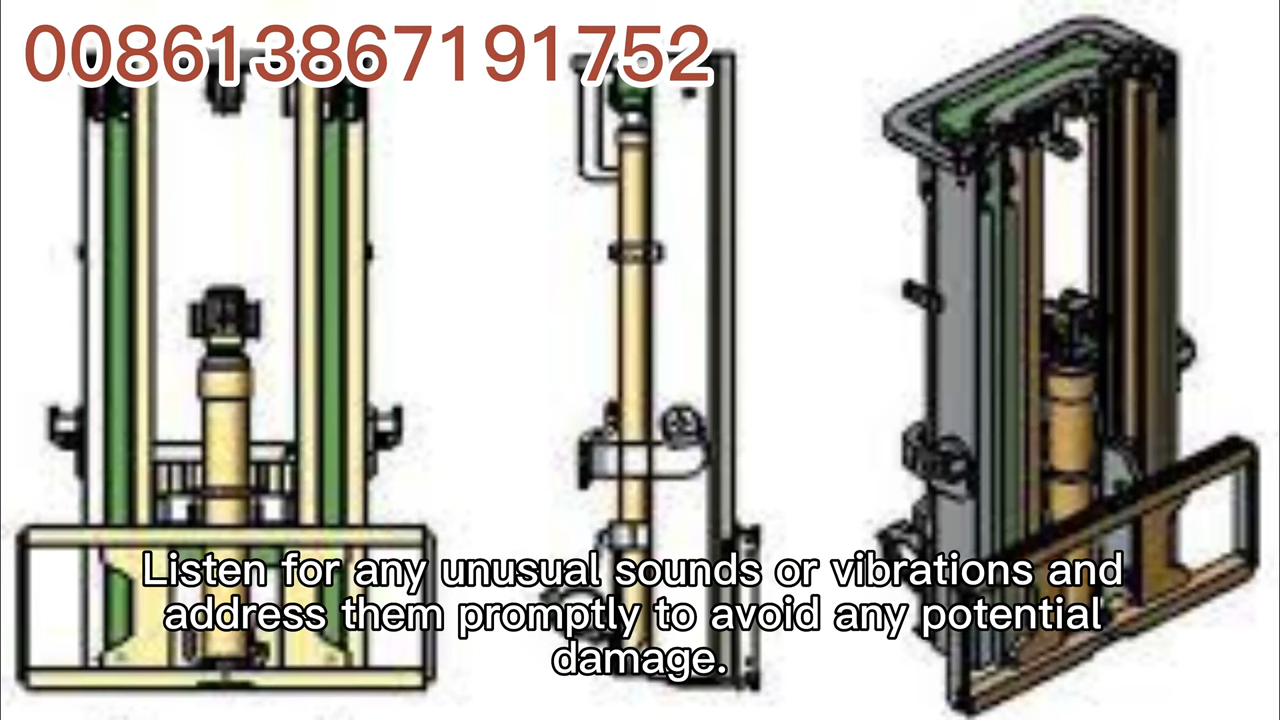 008613867191752
Listen for any unusual sounds or vibrations and
address them promptly to avoid any potential
damage.